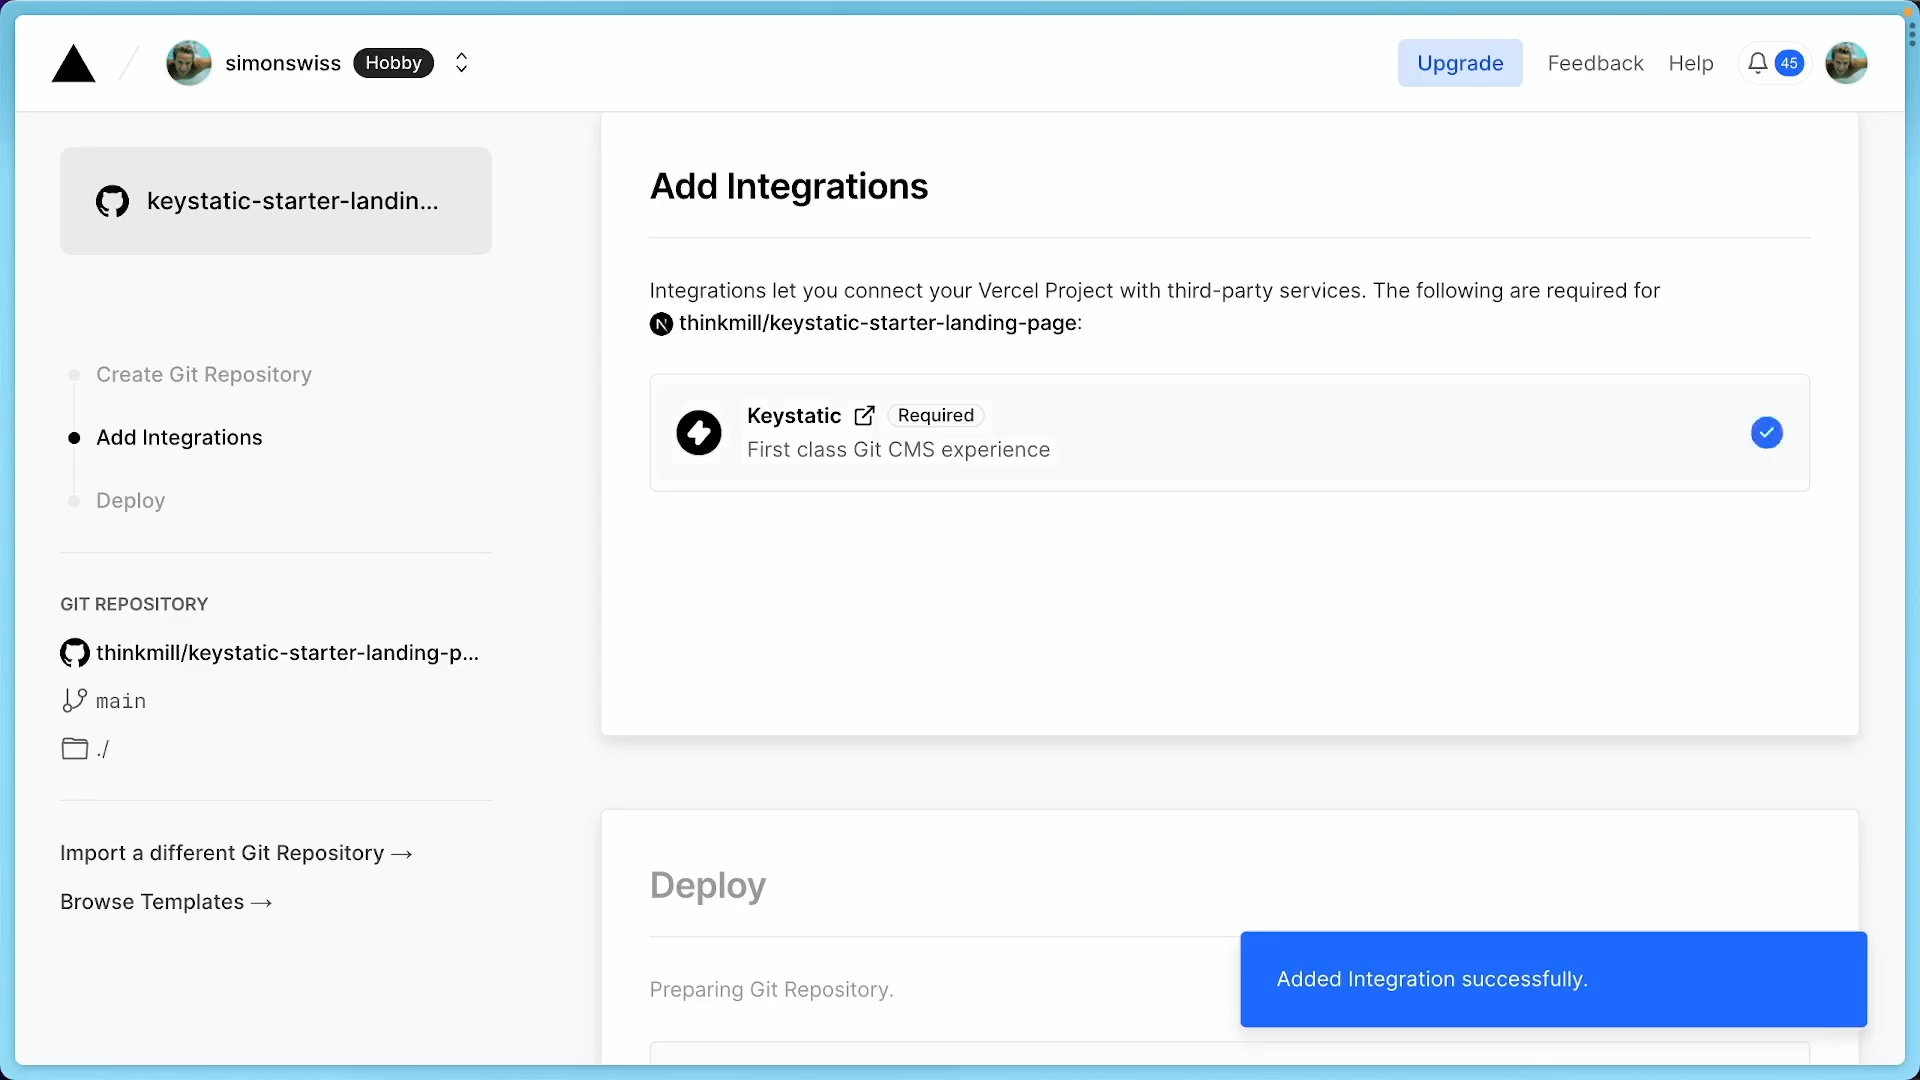 simonswiss Hobby
Upgrade Feedback Help 45
keystatic-starter-landin...
Create Git Repository
Add Integrations
Deploy
GIT REPOSITORY
thinkmill/keystatic-starter-landing-p...
main
./
Import a different Git Repository →
Browse Templates →
Add Integrations
Integrations let you connect your Vercel Project with third-party services. The following are required for
N thinkmill/keystatic-starter-landing-page:
Keystatic Required
First class Git CMS experience
Deploy
Preparing Git Repository.
Added Integration successfully.